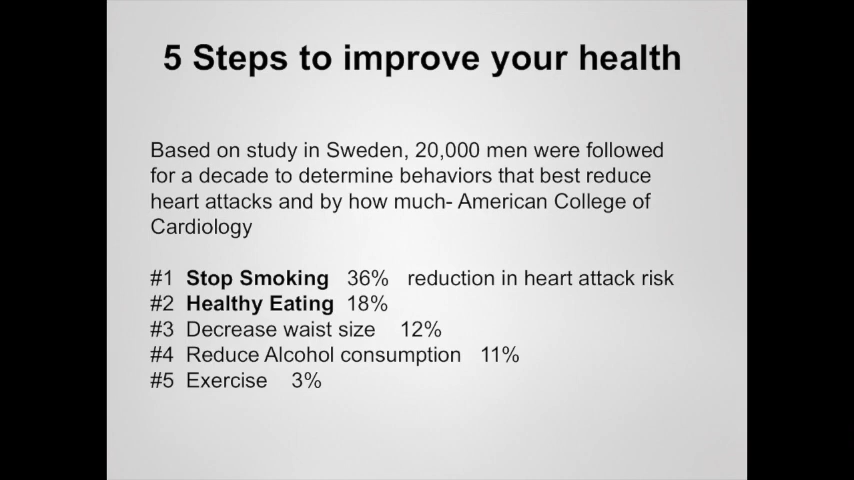 5 Steps to improve your health
Based on study in Sweden, 20,000 men were followed
for a decade to determine behaviors that best reduce
heart attacks and by how much- American College of
Cardiology
#1 Stop Smoking 36% reduction in heart attack risk
#2 Healthy Eating 18%
#3 Decrease waist size 12%
#4 Reduce Alcohol consumption 11%
#5 Exercise 3%